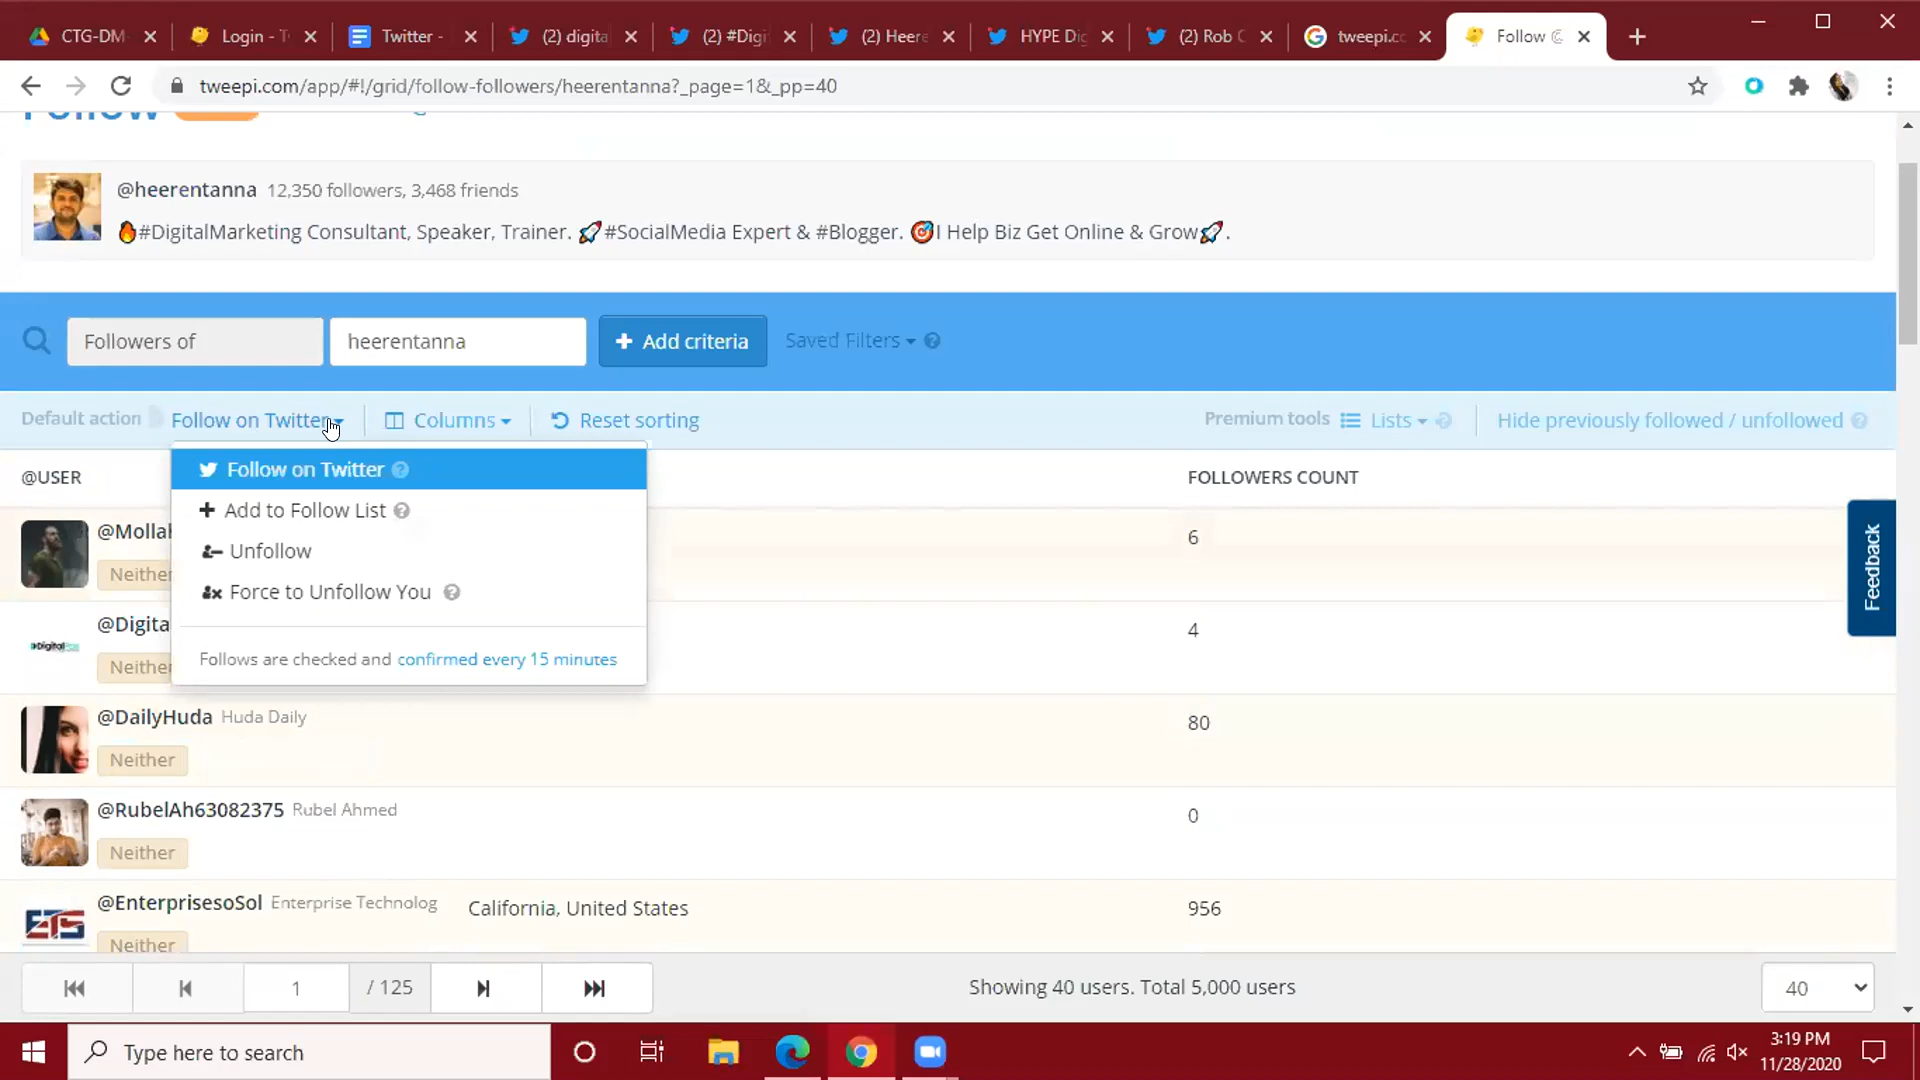 CTG-DM-
Login - T
Twitter -
(2) digita
(2) #Digi
(2) Heere
HYPE Dig
(2) Rob C
tweepi.co
Follow @
tweepi.com/app/#!/grid/follow-followers/heerentanna?_page=1&_pp=40
Follow
@heerentanna 12,350 followers, 3,468 friends
🔥#DigitalMarketing Consultant, Speaker, Trainer. 🚀#SocialMedia Expert & #Blogger. 🎯I Help Biz Get Online & Grow🚀.
Followers of
heerentanna
+ Add criteria
Saved Filters
Default action
Follow on Twitter
Columns
Reset sorting
Premium tools
Lists
Hide previously followed / unfollowed
@USER
FOLLOWERS COUNT
Follow on Twitter
Add to Follow List
Unfollow
Force to Unfollow You
Follows are checked and confirmed every 15 minutes
@Mollah
Neither
6
@Digita
Neither
4
@DailyHuda Huda Daily
Neither
80
@RubelAh63082375 Rubel Ahmed
Neither
0
@EnterprisesoSol Enterprise Technolog
California, United States
956
Neither
Feedback
1
/ 125
Showing 40 users. Total 5,000 users
40
Type here to search
3:19 PM
11/28/2020